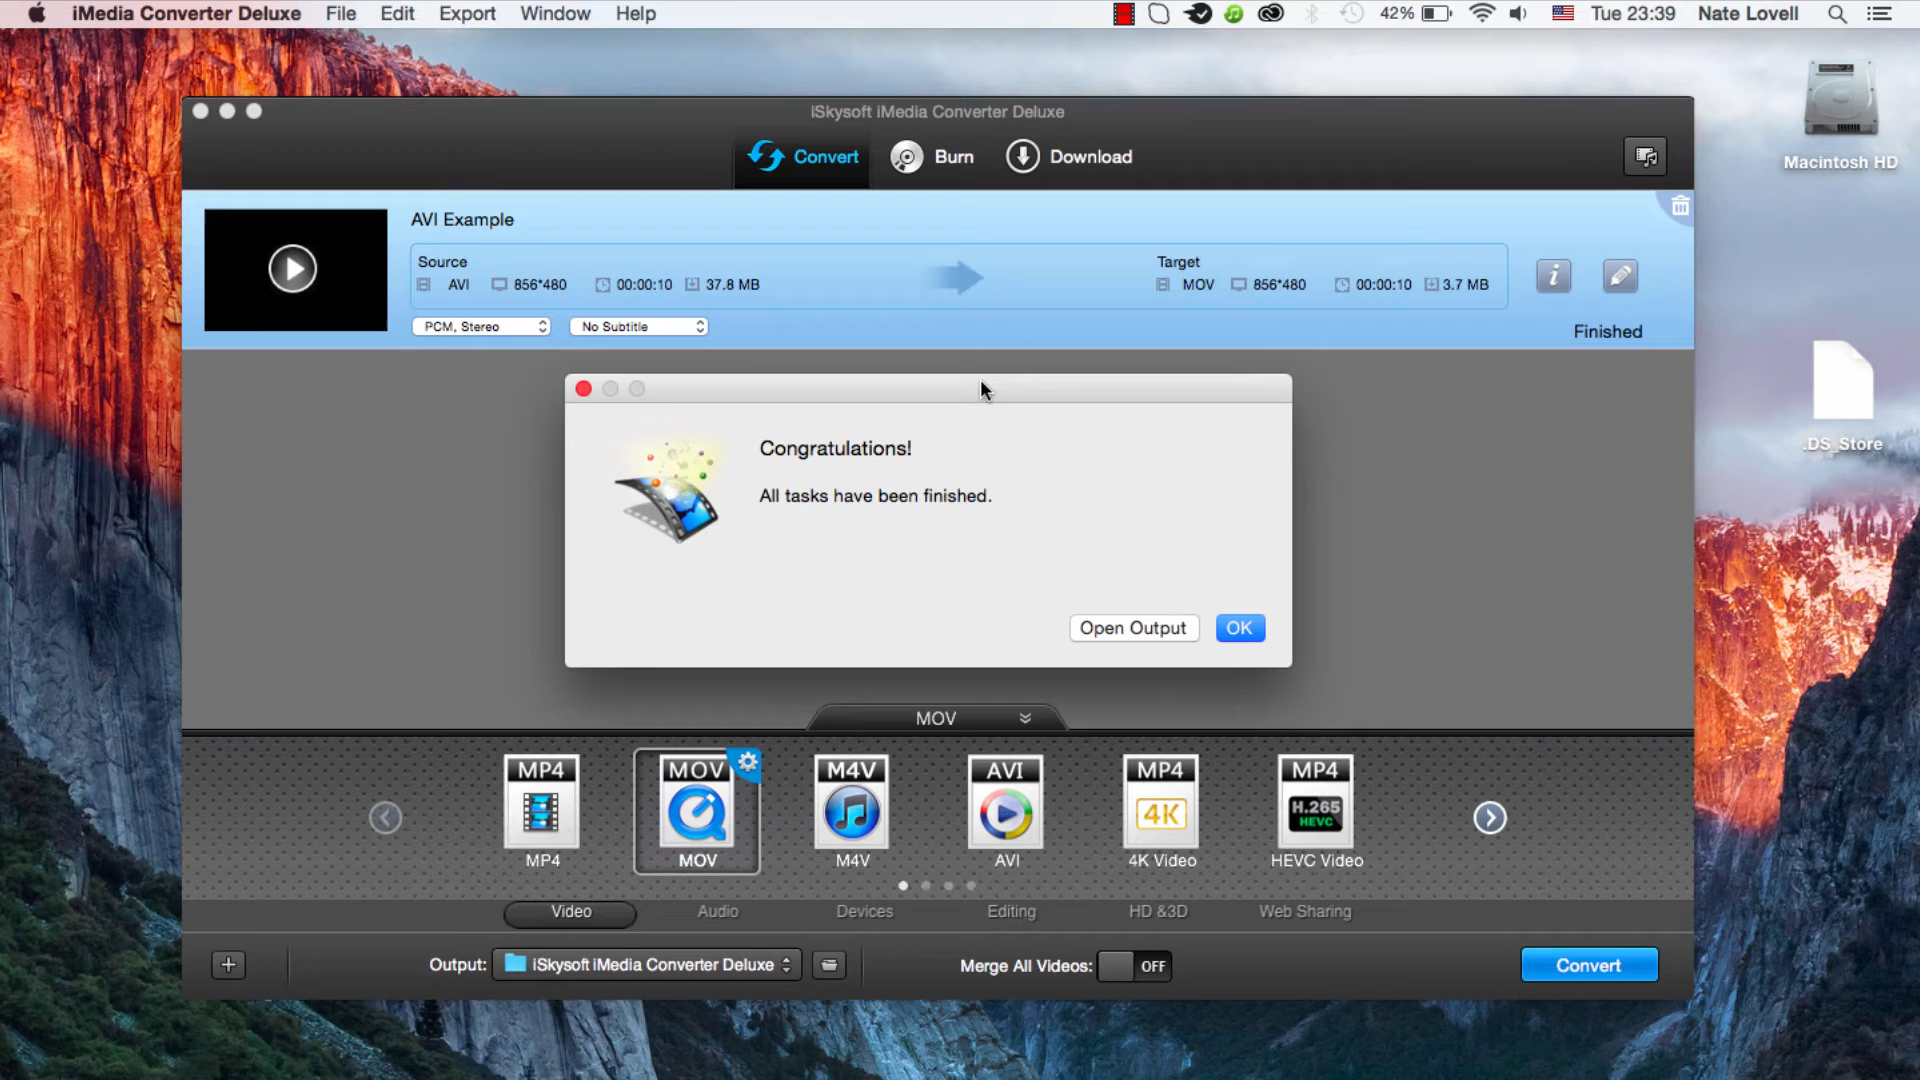 iMedia Converter Deluxe File Edit Export Window Help 42% Tue 23:39 Nate Lovell
iSkysoft iMedia Converter Deluxe
Convert Burn Download
Macintosh HD
AVI Example
Source
AVI 856*480 00:00:10 37.8 MB
Target
MOV 856*480 00:00:10 3.7 MB
PCM, Stereo No Subtitle
Finished
.DS_Store
Congratulations!
All tasks have been finished.
Open Output OK
MOV
MP4 MOV M4V AVI MP4 MP4
4K H.265 HEVC
MP4 MOV M4V AVI 4K Video HEVC Video
Video Audio Devices Editing HD &3D Web Sharing
Output: iSkysoft iMedia Converter Deluxe Merge All Videos: OFF Convert